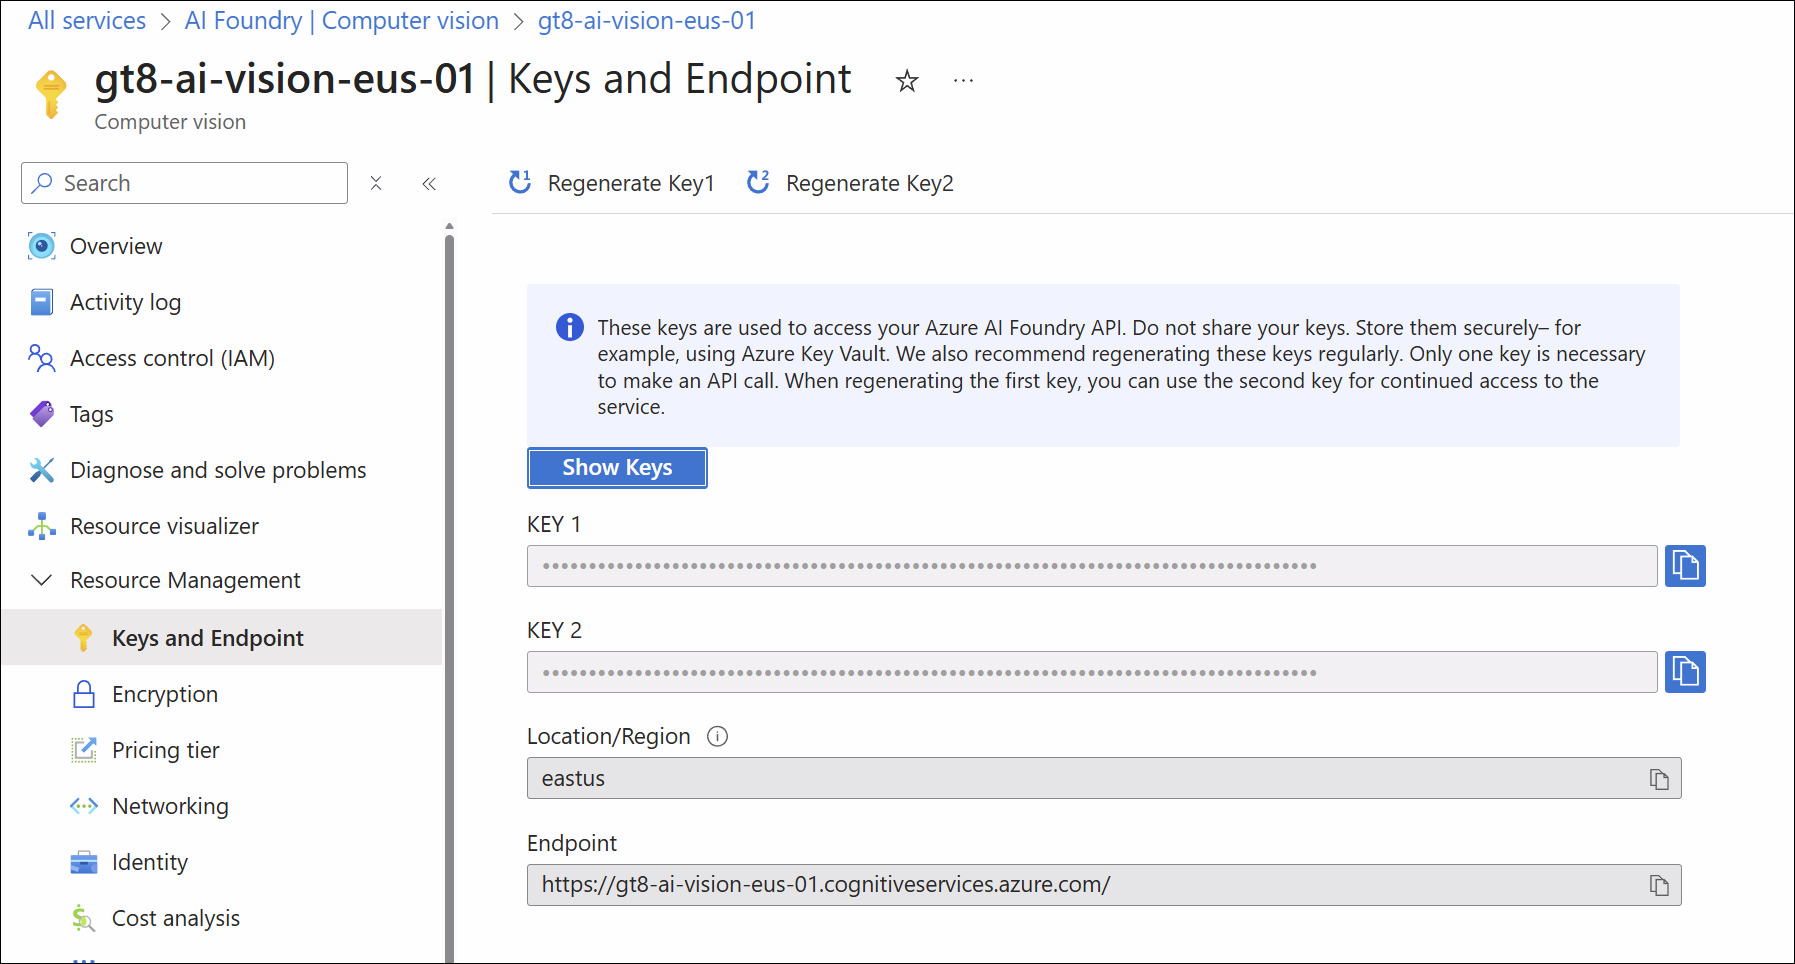 All services > AI Foundry | Computer vision > gt8-ai-vision-eus-01
gt8-ai-vision-eus-01 | Keys and Endpoint
Computer vision
Search
Regenerate Key1
Regenerate Key2
Overview
Activity log
Access control (IAM)
Tags
Diagnose and solve problems
Resource visualizer
Resource Management
Keys and Endpoint
Encryption
Pricing tier
Networking
Identity
Cost analysis
These keys are used to access your Azure AI Foundry API. Do not share your keys. Store them securely– for
example, using Azure Key Vault. We also recommend regenerating these keys regularly. Only one key is necessary
to make an API call. When regenerating the first key, you can use the second key for continued access to the
service.
Show Keys
KEY 1
KEY 2
Location/Region
eastus
Endpoint
https://gt8-ai-vision-eus-01.cognitiveservices.azure.com/